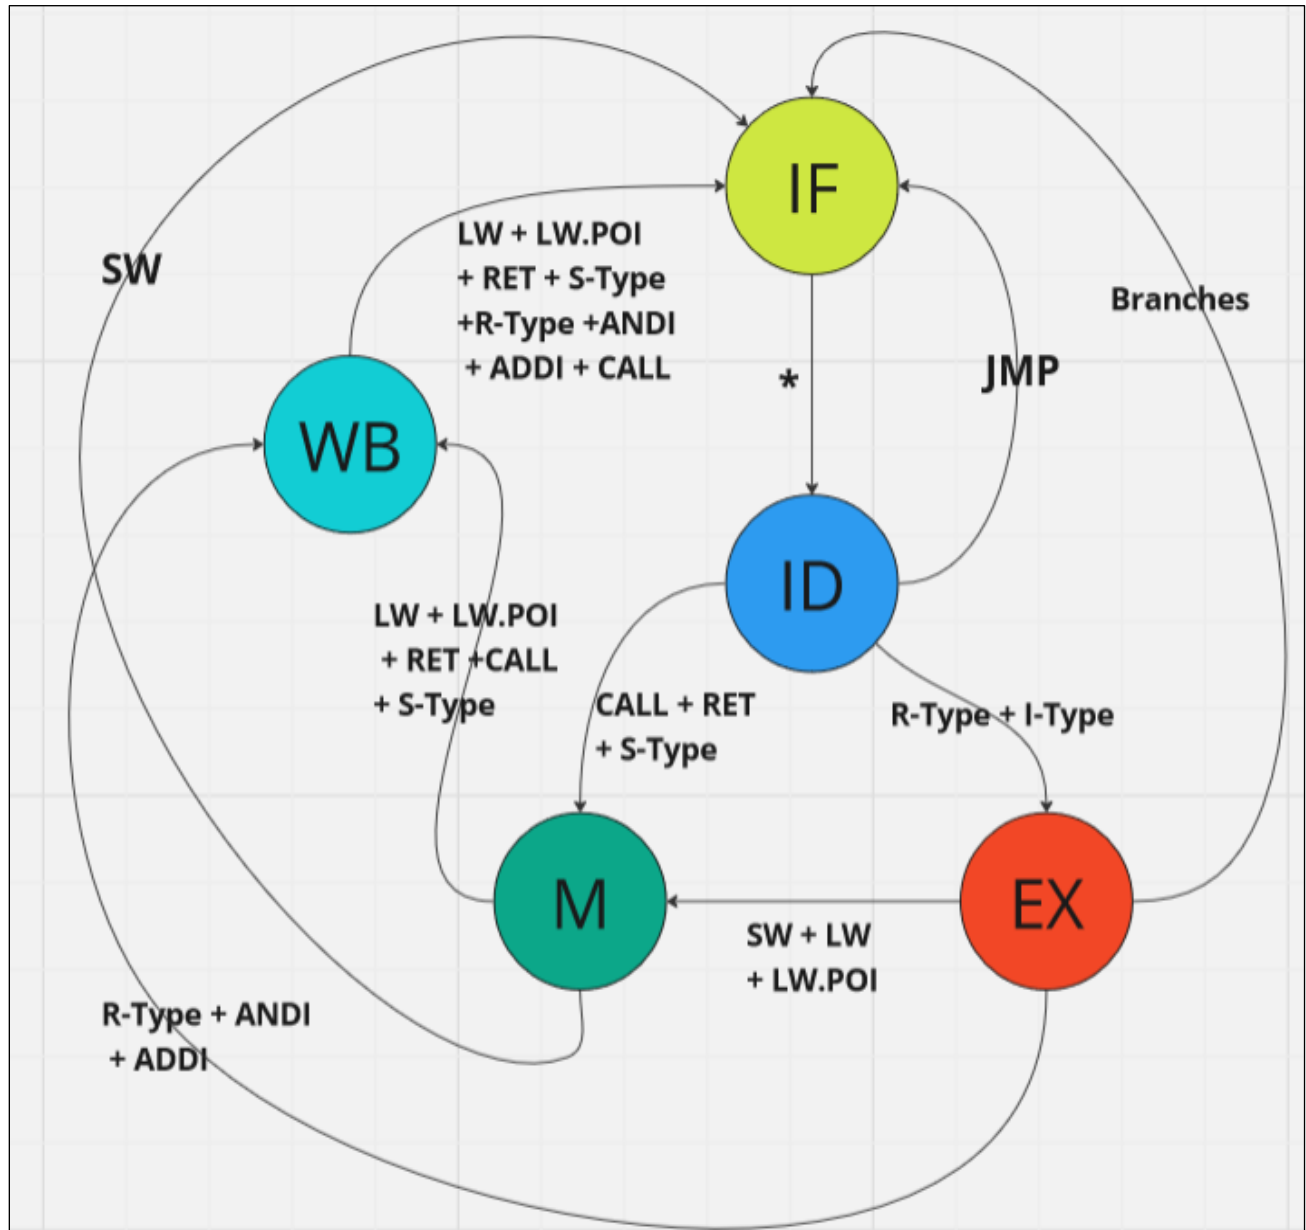 IF
SW
LW + LW.POI
+ RET + S-Type
+R-Type +ANDI
+ ADDI + CALL
Branches
*
JMP
WB
ID
LW + LW.POI
+ RET +CALL
+ S-Type
CALL + RET
+ S-Type
R-Type + I-Type
M
EX
SW + LW
+ LW.POI
R-Type + ANDI
+ ADDI